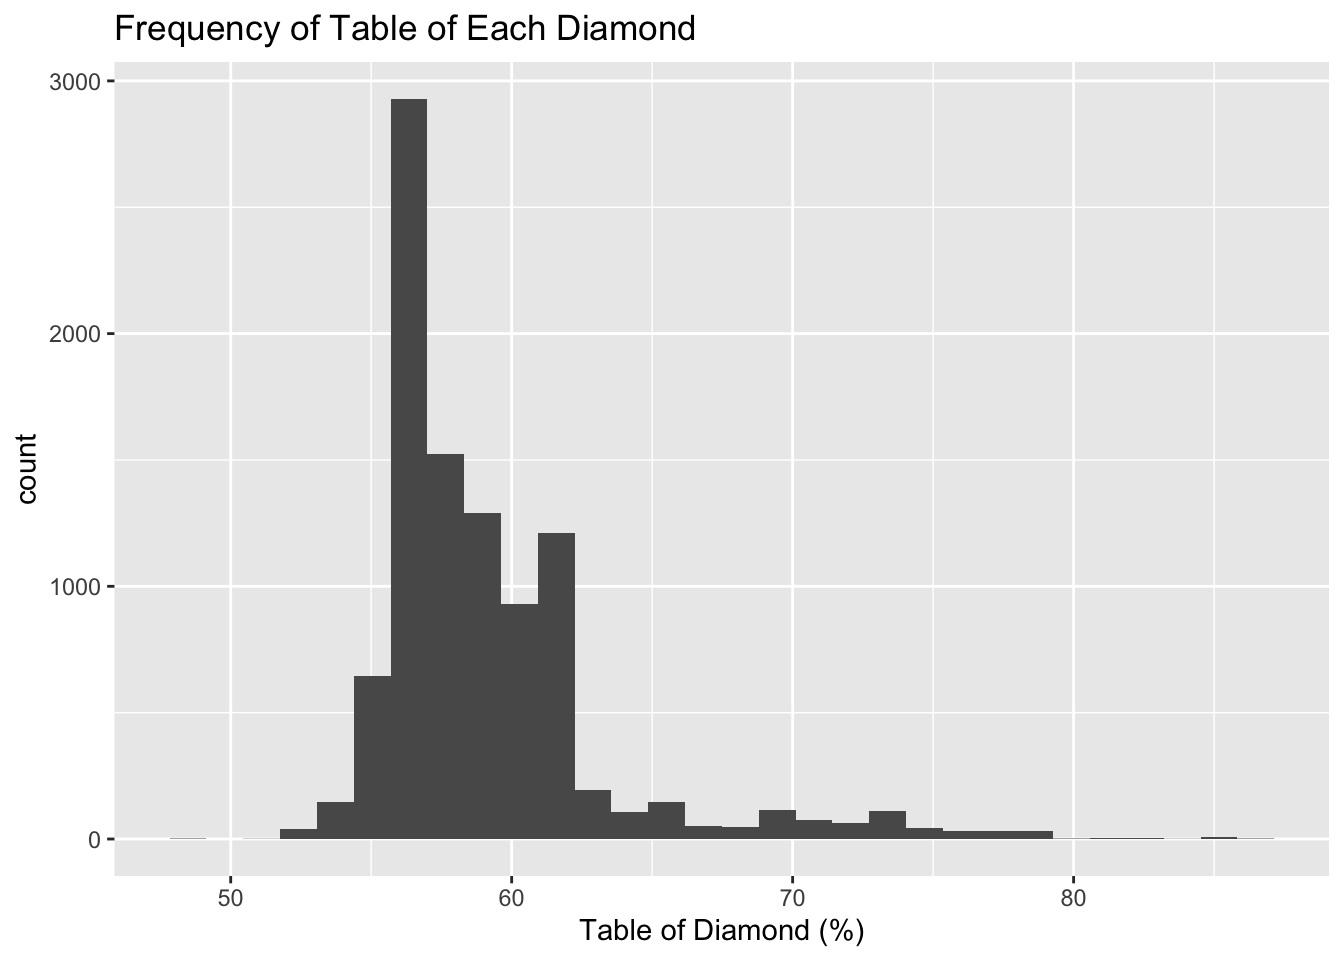 Frequency of Table of Each Diamond
3000
2000
1000
0
count
50 60 70 80
Table of Diamond (%)